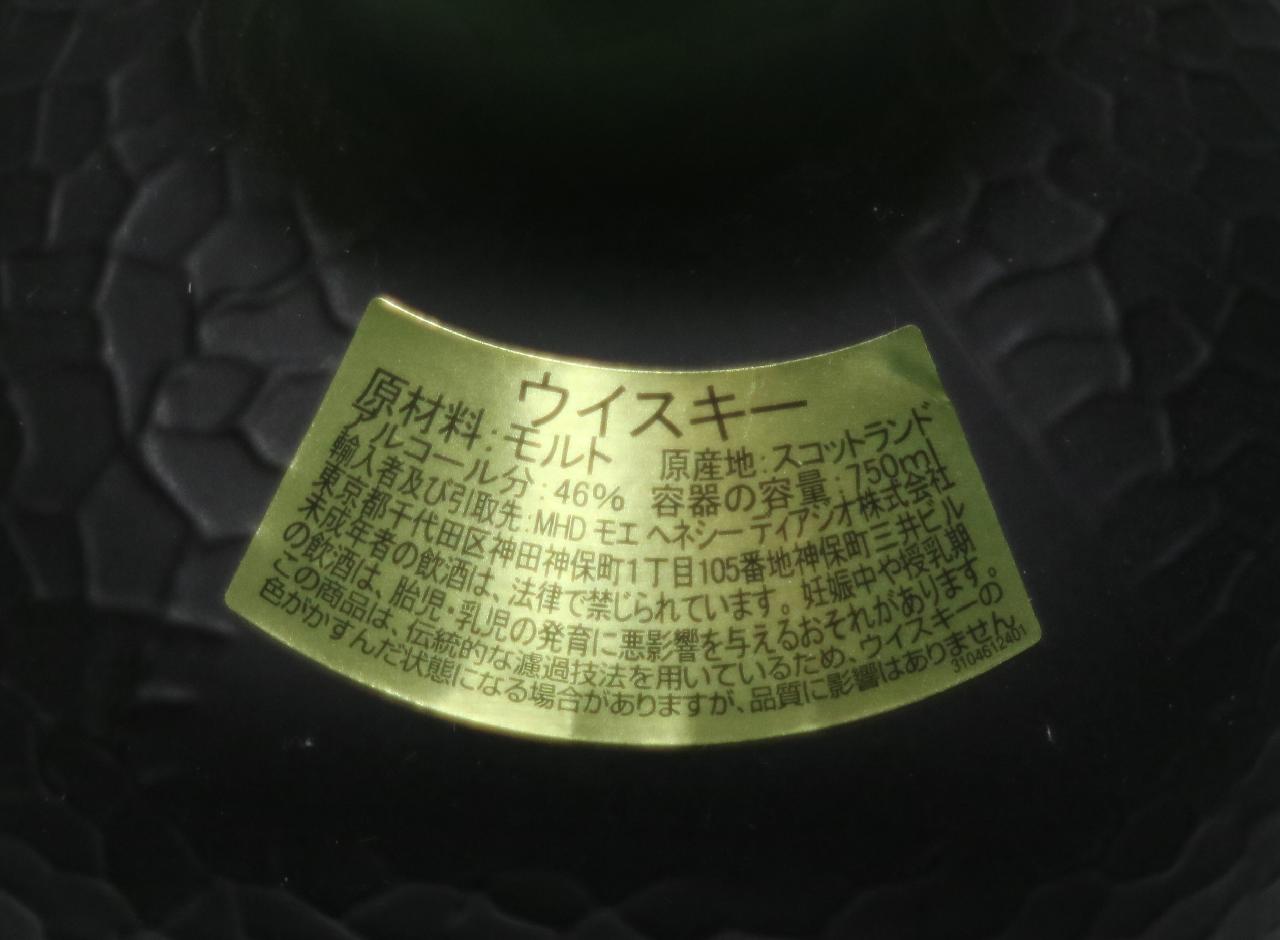 ウイスキー
原材料:モルト 原産地:スコットランド
アルコール分:46% 容器の容量:750ml
輸入者及び引取先:MHD モエ ヘネシー ディアジオ株式会社
東京都千代田区神田神保町1丁目105番地神保町三井ビル
未成年者の飲酒は、法律で禁じられています。妊娠中や授乳期
の飲酒は、胎児・乳児の発育に悪影響を与えるおそれがあります。
この商品は、伝統的な濾過技法を用いているため、ウイスキーの
色がかすんだ状態になる場合がありますが、品質に影響はありません。
3104612401